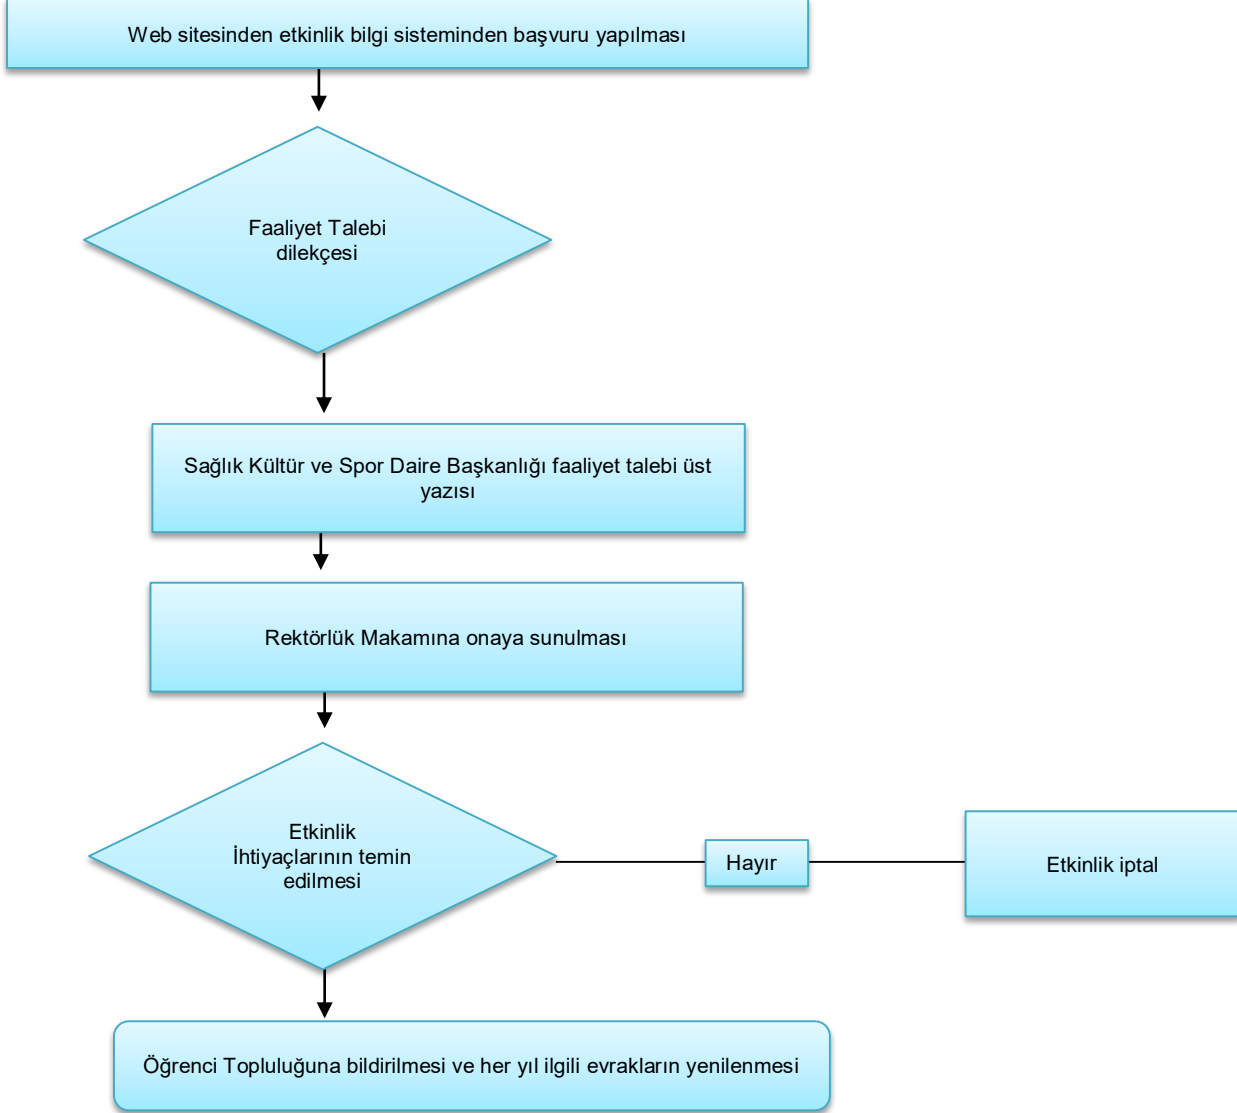 Web sitesinden etkinlik bilgi sisteminden başvuru yapılması
Faaliyet Talebi
dilekçesi
Sağlık Kültür ve Spor Daire Başkanlığı faaliyet talebi üst
yazısı
Rektörlük Makamına onaya sunulması
Etkinlik
İhtiyaçlarının temin
edilmesi
Hayır
Etkinlik iptal
Öğrenci Topluluğuna bildirilmesi ve her yıl ilgili evrakların yenilenmesi